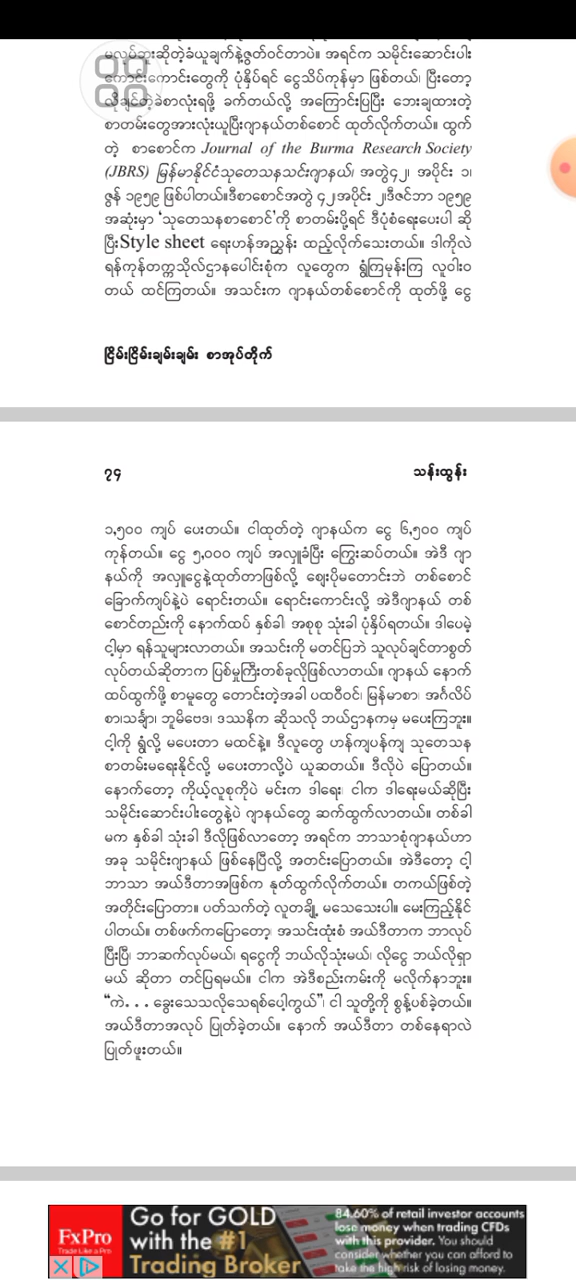 မလုပ်ဘူးဆိုတဲ့ခံယူချက်နဲ့ဇွတ်ဝင်တာပဲ။ အရင်က သမိုင်းဆောင်းပါး
ကောင်းကောင်းတွေကို ပုံနှိပ်ရင် ငွေသိပ်ကုန်မှာ ဖြစ်တယ်၊ ပြီးတော့
လိုချင်တဲ့ခဲစာလုံးရဖို့ ခက်တယ်လို့ အကြောင်းပြပြီး ဘေးချထားတဲ့
စာတမ်းတွေအားလုံးယူပြီးဂျာနယ်တစ်စောင် ထုတ်လိုက်တယ်။ ထွက်
တဲ့ စာစောင်က Journal of the Burma Research Society
(JBRS) မြန်မာနိုင်ငံသုတေသနသင်းဂျာနယ်၊ အတွဲ၄၂၊ အပိုင်း ၁၊
ဇွန် ၁၉၅၉ ဖြစ်ပါတယ်။ဒီစာစောင်အတွဲ ၄၂အပိုင်း ၂၊ဒီဇင်ဘာ ၁၉၅၉
အဆုံးမှာ ‘သုတေသနစာစောင်’ကို စာတမ်းပို့ရင် ဒီပုံစံရေးပေးပါ ဆို
ပြီးStyle sheet ရေးဟန်အညွှန်း ထည့်လိုက်သေးတယ်။ ဒါကိုလဲ
ရန်ကုန်တက္ကသိုလ်ဌာနပေါင်းစုံက လူတွေက ရွံ့ကြမုန်းကြ လူဝါးဝ
တယ် ထင်ကြတယ်။ အသင်းက ဂျာနယ်တစ်စောင်ကို ထုတ်ဖို့ ငွေ
ငြိမ်းငြိမ်းချမ်းချမ်း စာအုပ်တိုက်
၇၄ သန်းထွန်း
၁,၅၀၀ ကျပ် ပေးတယ်။ ငါထုတ်တဲ့ ဂျာနယ်က ငွေ ၆,၅၀၀ ကျပ်
ကုန်တယ်။ ငွေ ၅,၀၀၀ ကျပ် အလှူခံပြီး ကြွေးဆပ်တယ်။ အဲဒီ ဂျာ
နယ်ကို အလှူငွေနဲ့ထုတ်တာဖြစ်လို့ ဈေးပိုမတောင်းဘဲ တစ်စောင်
ခြောက်ကျပ်နဲ့ပဲ ရောင်းတယ်။ ရောင်းကောင်းလို့ အဲဒီဂျာနယ် တစ်
စောင်တည်းကို နောက်ထပ် နှစ်ခါ၊ အစုစု သုံးခါ ပုံနှိပ်ရတယ်။ ဒါပေမဲ့
ငါ့မှာ ရန်သူများလာတယ်။ အသင်းကို မတင်ပြဘဲ သူလုပ်ချင်တာစွတ်
လုပ်တယ်ဆိုတာက ပြစ်မှုကြီးတစ်ခုလိုဖြစ်လာတယ်။ ဂျာနယ် နောက်
ထပ်ထွက်ဖို့ စာမူတွေ တောင်းတဲ့အခါ ပထဝီဝင်၊ မြန်မာစာ၊ အင်္ဂလိပ်
စာ၊သင်္ချာ၊ ဘူမိဗေဒ၊ ဒဿနိက ဆိုသလို ဘယ်ဌာနကမှ မပေးကြဘူး။
ငါ့ကို ရွံ့လို့ မပေးတာ မထင်နဲ့။ ဒီလူတွေ ဟန်ကျပန်ကျ သုတေသန
စာတမ်းမရေးနိုင်လို့ မပေးတာလို့ပဲ ယူဆတယ်။ ဒီလိုပဲ ပြောတယ်။
နောက်တော့ ကိုယ့်လူစုကိုပဲ မင်းက ဒါရေး၊ ငါက ဒါရေးမယ်ဆိုပြီး
သမိုင်းဆောင်းပါးတွေနဲ့ပဲ ဂျာနယ်တွေ ဆက်ထွက်လာတယ်။ တစ်ခါ
မက နှစ်ခါ သုံးခါ ဒီလိုဖြစ်လာတော့ အရင်က ဘာသာစုံဂျာနယ်ဟာ
အခု သမိုင်းဂျာနယ် ဖြစ်နေပြီလို့ အတင်းပြောတယ်။ အဲဒီတော့ ငါ့
ဘာသာ အယ်ဒီတာအဖြစ်က နုတ်ထွက်လိုက်တယ်။ တကယ်ဖြစ်တဲ့
အတိုင်းပြောတာ။ ပတ်သက်တဲ့ လူတချို့ မသေသေးပါ။ မေးကြည့်နိုင်
ပါတယ်။ တစ်ဖက်ကပြောတော့၊ အသင်းထုံးစံ အယ်ဒီတာက ဘာလုပ်
ပြီးပြီ၊ ဘာဆက်လုပ်မယ်၊ ရငွေကို ဘယ်လိုသုံးမယ်၊ လိုငွေ ဘယ်လိုရှာ
မယ် ဆိုတာ တင်ပြရမယ်။ ငါက အဲဒီစည်းကမ်းကို မလိုက်နာဘူး။
“ကဲ. . . ခွေးသေသလိုသေရစ်ပေ့ါကွယ်”၊ ငါ သူတို့ကို စွန့်ပစ်ခဲ့တယ်။
အယ်ဒီတာအလုပ် ပြုတ်ခဲ့တယ်။ နောက် အယ်ဒီတာ တစ်နေရာလဲ
ပြုတ်ဖူးတယ်။
FxPro
Trade Like a Pro
Go for GOLD
with the #1
Trading Broker
84.60% of retail investor accounts
lose money when trading CFDs
with this provider. You should
consider whether you can afford to
take the high risk of losing money.